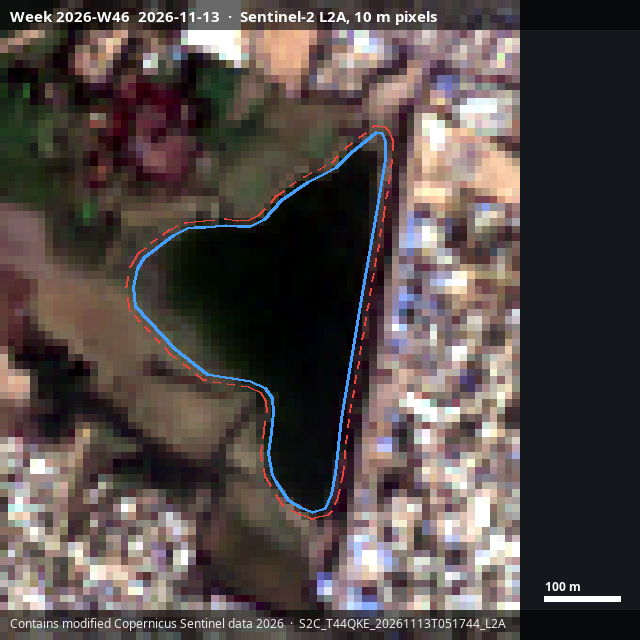 Week 2026-W46  2026-11-13  ·  Sentinel-2 L2A, 10 m pixels
100 m
Contains modified Copernicus Sentinel data 2026  ·  S2C_T44QKE_20261113T051744_L2A